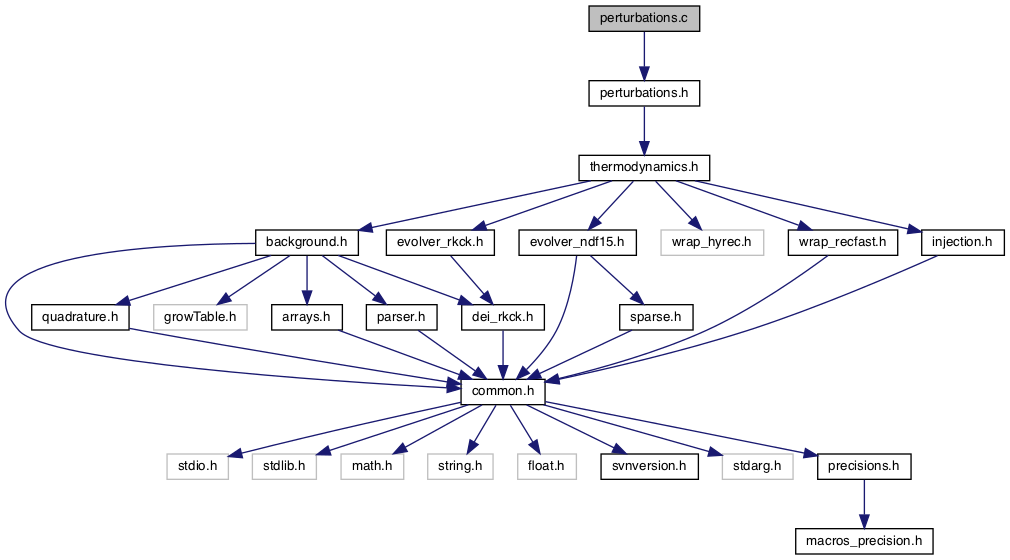 perturbations.c
perturbations.h
thermodynamics.h
background.h
evolver_rkck.h
evolver_ndf15.h
wrap_hyrec.h
wrap_recfast.h
injection.h
quadrature.h
growTable.h
arrays.h
parser.h
dei_rkck.h
sparse.h
common.h
stdio.h
stdlib.h
math.h
string.h
float.h
svnversion.h
stdarg.h
precisions.h
macros_precision.h